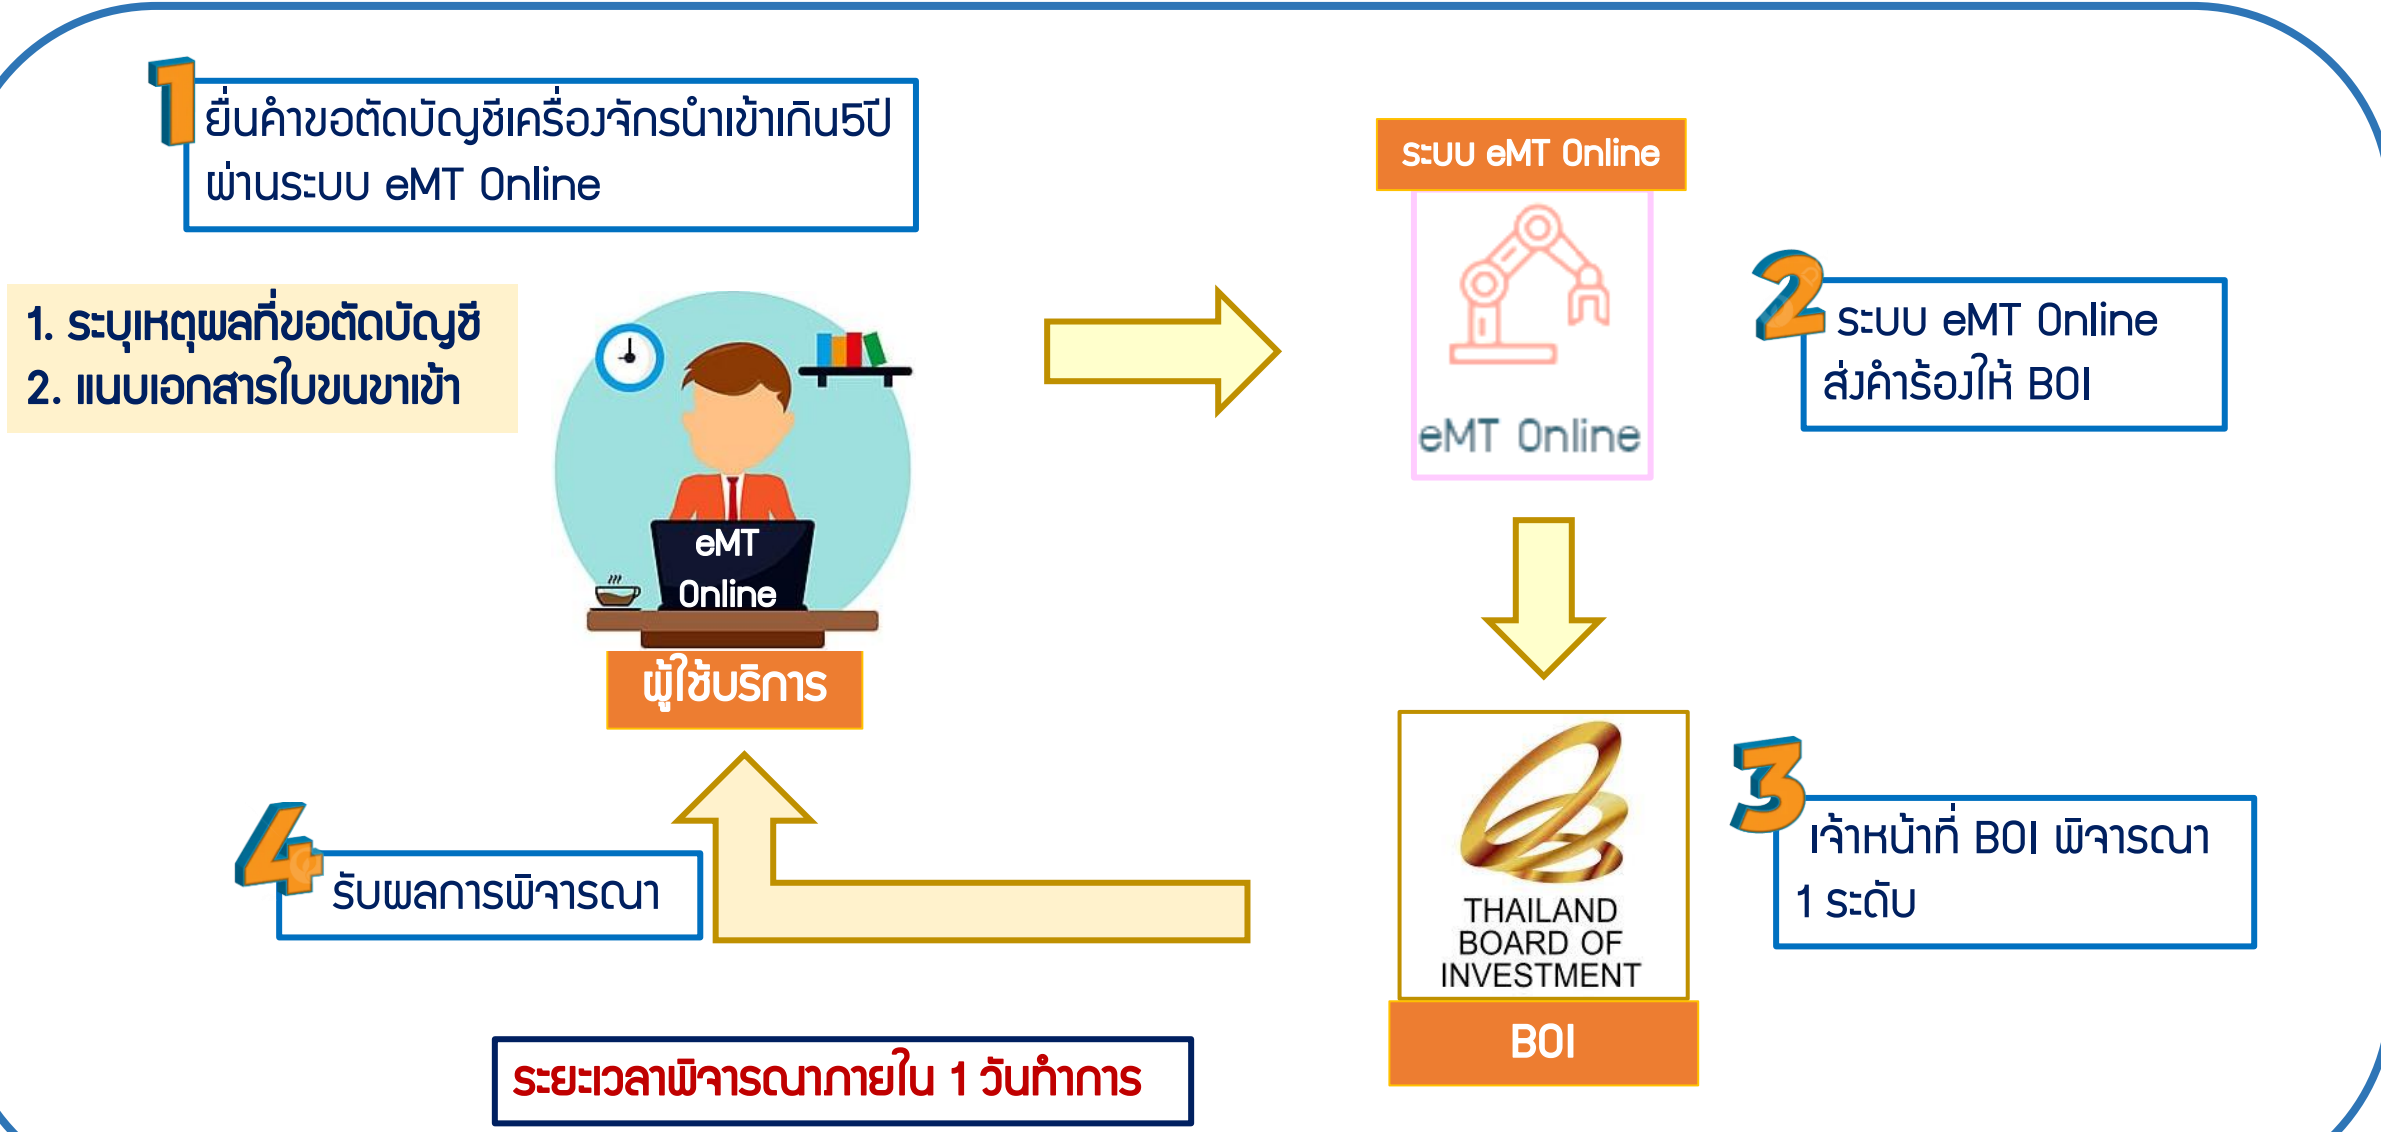 1
ยื่นคำขอตัดบัญชีเครื่องจักรนำเข้าเกิน5ปี
ผ่านระบบ eMT Online
1. ระบุเหตุผลที่ขอตัดบัญชี
2. แนบเอกสารใบขนขาเข้า
eMT
Online
ผู้ใช้บริการ
ระบบ eMT Online
eMT Online
2
ระบบ eMT Online
ส่งคำร้องให้ BOI
3
เจ้าหน้าที่ BOI พิจารณา
1 ระดับ
THAILAND
BOARD OF
INVESTMENT
BOI
4
รับผลการพิจารณา
ระยะเวลาพิจารณาภายใน 1 วันทำการ